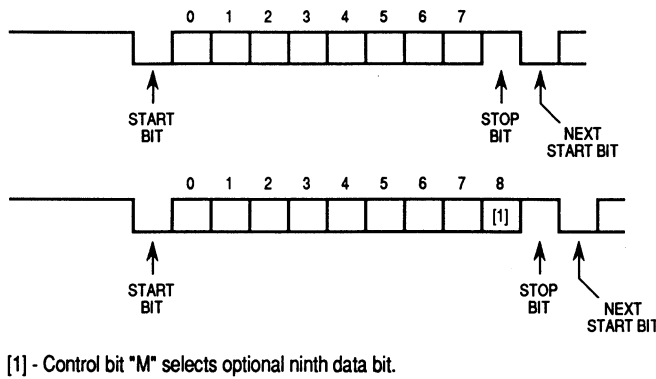 0 1 2 3 4 5 6 7
START
BIT
STOP
BIT
NEXT
START BIT
0 1 2 3 4 5 6 7 8
[1]
START
BIT
STOP
BIT
NEXT
START BIT
[1] - Control bit "M" selects optional ninth data bit.